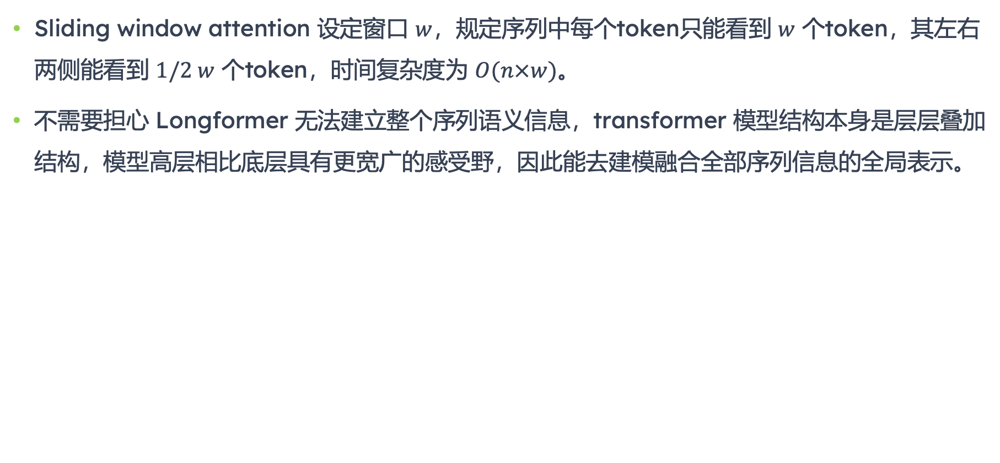 • Sliding window attention 设定窗口 w，规定序列中每个token只能看到 w 个token，其左右
两侧能看到 1/2 w 个token，时间复杂度为 O(n×w)。
• 不需要担心 Longformer 无法建立整个序列语义信息，transformer 模型结构本身是层层叠加
结构，模型高层相比底层具有更宽广的感受野，因此能去建模融合全部序列信息的全局表示。